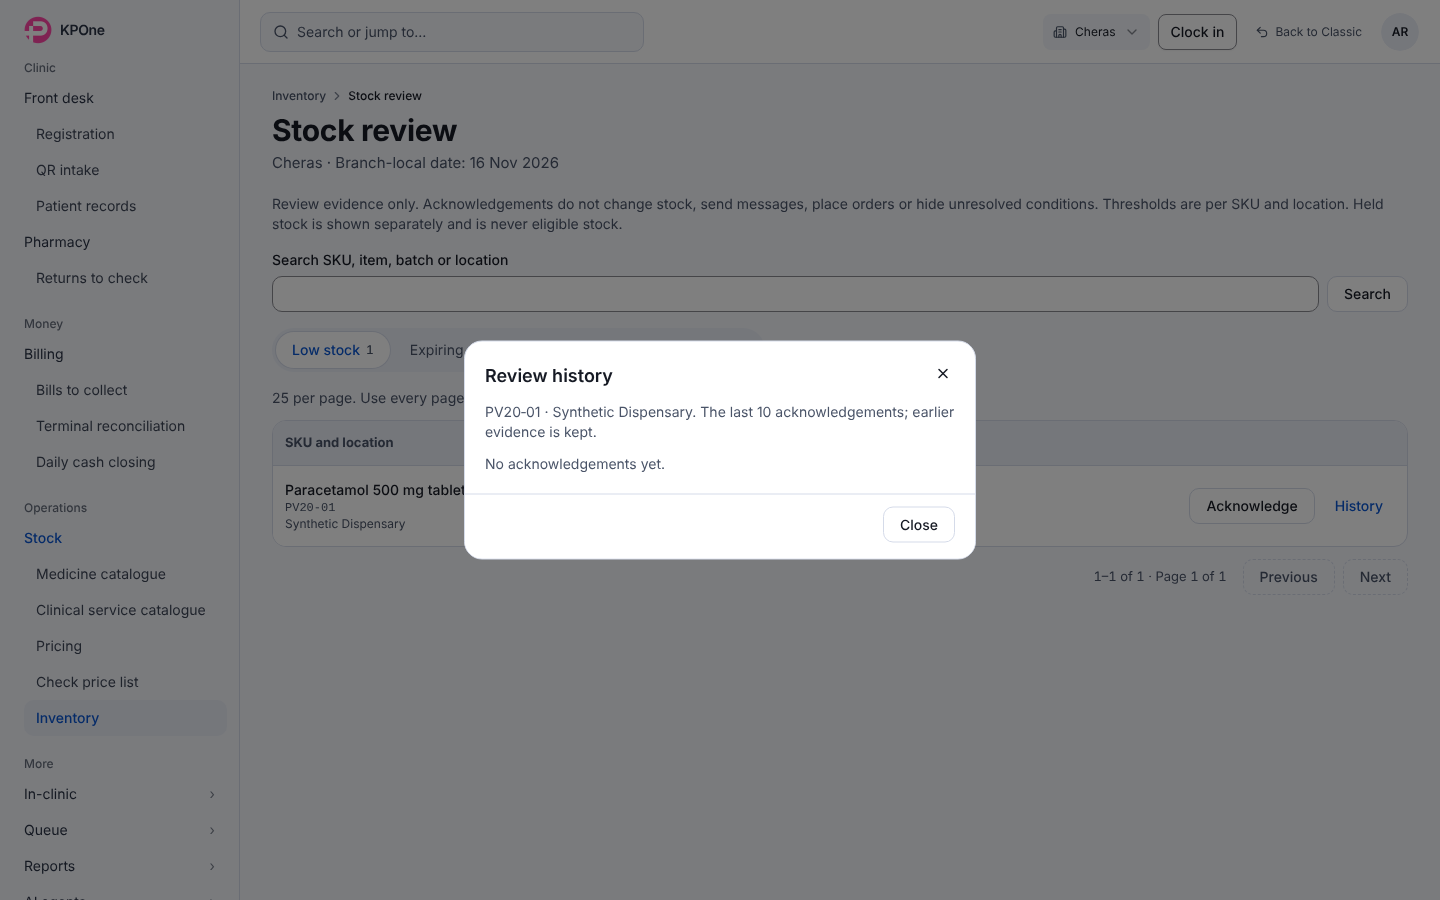 KPOne
Search or jump to...
Cheras
Clock in
Back to Classic
AR
Clinic
Front desk
Registration
QR intake
Patient records
Pharmacy
Returns to check
Money
Billing
Bills to collect
Terminal reconciliation
Daily cash closing
Operations
Stock
Medicine catalogue
Clinical service catalogue
Pricing
Check price list
Inventory
More
In-clinic
Queue
Reports
Inventory
Stock review
Stock review
Cheras · Branch-local date: 16 Nov 2026
Review evidence only. Acknowledgements do not change stock, send messages, place orders or hide unresolved conditions. Thresholds are per SKU and location. Held
stock is shown separately and is never eligible stock.
Search SKU, item, batch or location
Search
Low stock 1
Expiring
25 per page. Use every page
SKU and location
Paracetamol 500 mg tablet
PV20-01
Synthetic Dispensary
Acknowledge
History
1–1 of 1 · Page 1 of 1
Previous
Next
Review history
PV20-01 · Synthetic Dispensary. The last 10 acknowledgements; earlier
evidence is kept.
No acknowledgements yet.
Close